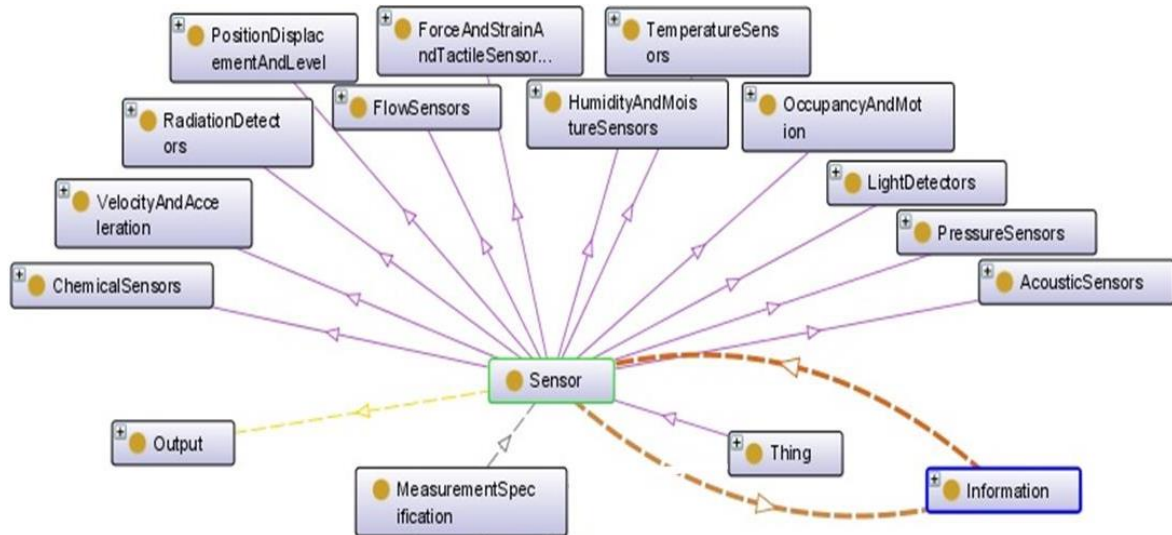 PositionDisplac
ementAndLevel
ForceAndStrainA
ndTactileSensor...
TemperatureSens
ors
RadiationDetect
ors
FlowSensors
HumidityAndMois
tureSensors
OccupancyAndMot
ion
VelocityAndAcce
leration
LightDetectors
PressureSensors
ChemicalSensors
AcousticSensors
Sensor
Output
Thing
MeasurementSpec
ification
Information